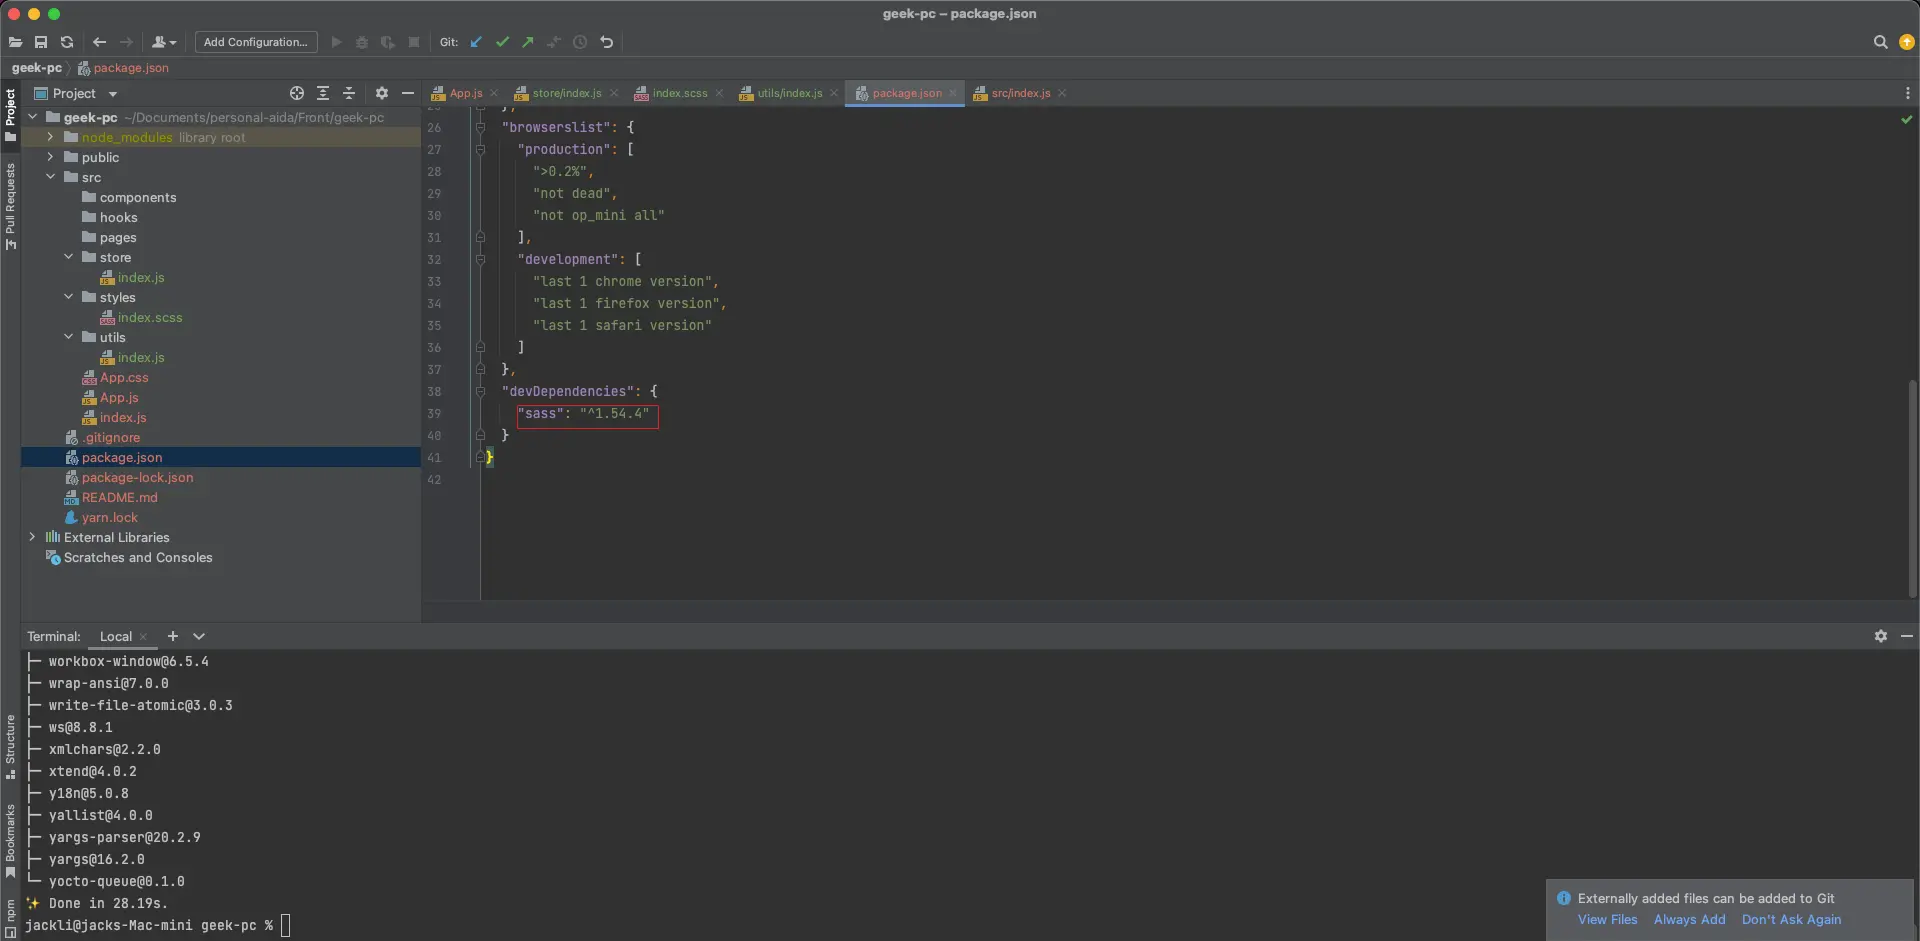 geek-pc – package.json
Add Configuration...
Git:
geek-pc
package.json
Project
Pull Requests
Structure
Bookmarks
npm
Project
geek-pc ~/Documents/personal-aida/Front/geek-pc
node_modules library root
public
src
components
hooks
pages
store
index.js
styles
index.scss
utils
index.js
App.css
App.js
index.js
.gitignore
package.json
package-lock.json
README.md
yarn.lock
External Libraries
Scratches and Consoles
App.js
store/index.js
index.scss
utils/index.js
package.json
src/index.js
26 "browserslist": {
27 "production": [
28 ">0.2%",
29 "not dead",
30 "not op_mini all"
31 ],
32 "development": [
33 "last 1 chrome version",
34 "last 1 firefox version",
35 "last 1 safari version"
36 ]
37 },
38 "devDependencies": {
39 "sass": "^1.54.4"
40 }
41 }
42
Terminal: Local
├─ workbox-window@6.5.4
├─ wrap-ansi@7.0.0
├─ write-file-atomic@3.0.3
├─ ws@8.8.1
├─ xmlchars@2.2.0
├─ xtend@4.0.2
├─ y18n@5.0.8
├─ yallist@4.0.0
├─ yargs-parser@20.2.9
├─ yargs@16.2.0
└─ yocto-queue@0.1.0
✨ Done in 28.19s.
jackli@jacks-Mac-mini geek-pc %
Externally added files can be added to Git
View Files Always Add Don't Ask Again